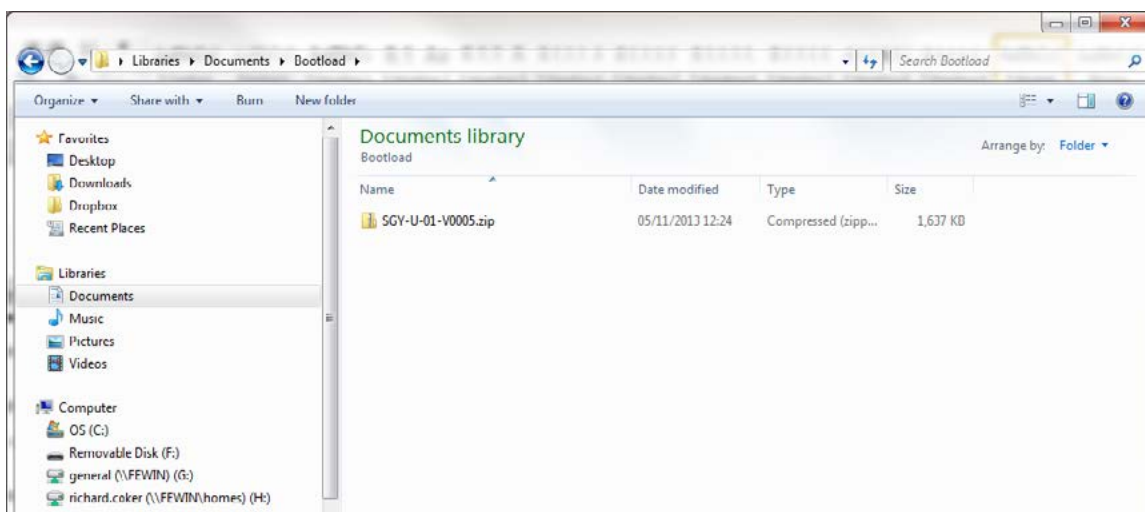 Libraries Documents Bootload
Search Bootload
Organize Share with Burn New folder
Favorites
Desktop
Downloads
Dropbox
Recent Places
Libraries
Documents
Music
Pictures
Videos
Computer
OS (C:)
Removable Disk (F:)
general (\\FEWIN) (G:)
richard.coker (\\FEWIN\homes) (H:)
Documents library
Bootload
Arrange by: Folder
Name Date modified Type Size
SGY-U-01-V0005.zip 05/11/2013 12:24 Compressed (zipp... 1,637 KB